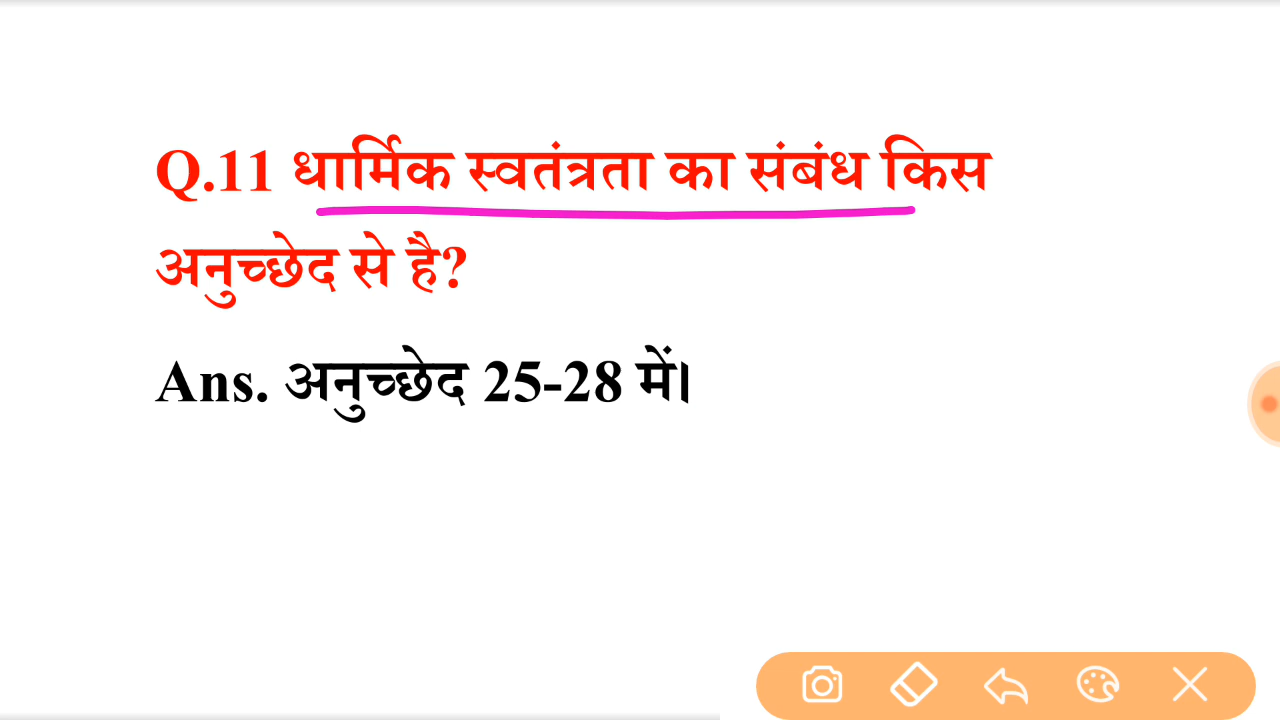 Q.11 धार्मिक स्वतंत्रता का संबंध किस
अनुच्छेद से है?
Ans. अनुच्छेद 25-28 में।